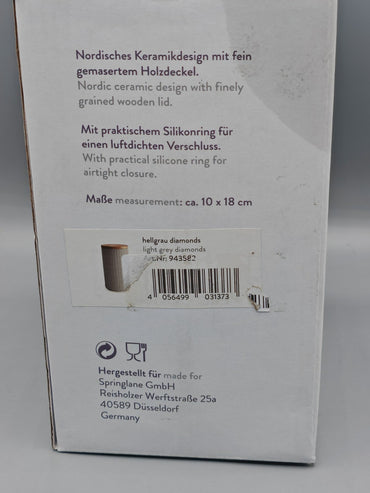 Nordisches Keramikdesign mit fein
gemasertem Holzdeckel.
Nordic ceramic design with finely
grained wooden lid.
Mit praktischem Silikonring für
einen luftdichten Verschluss.
With practical silicone ring for
airtight closure.
Maße measurement: ca. 10 x 18 cm
hellgrau diamonds
light grey diamonds
Art.Nr. 943582
4 056499 031373
Hergestellt für made for
Springlane GmbH
Reisholzer Werftstraße 25a
40589 Düsseldorf
Germany